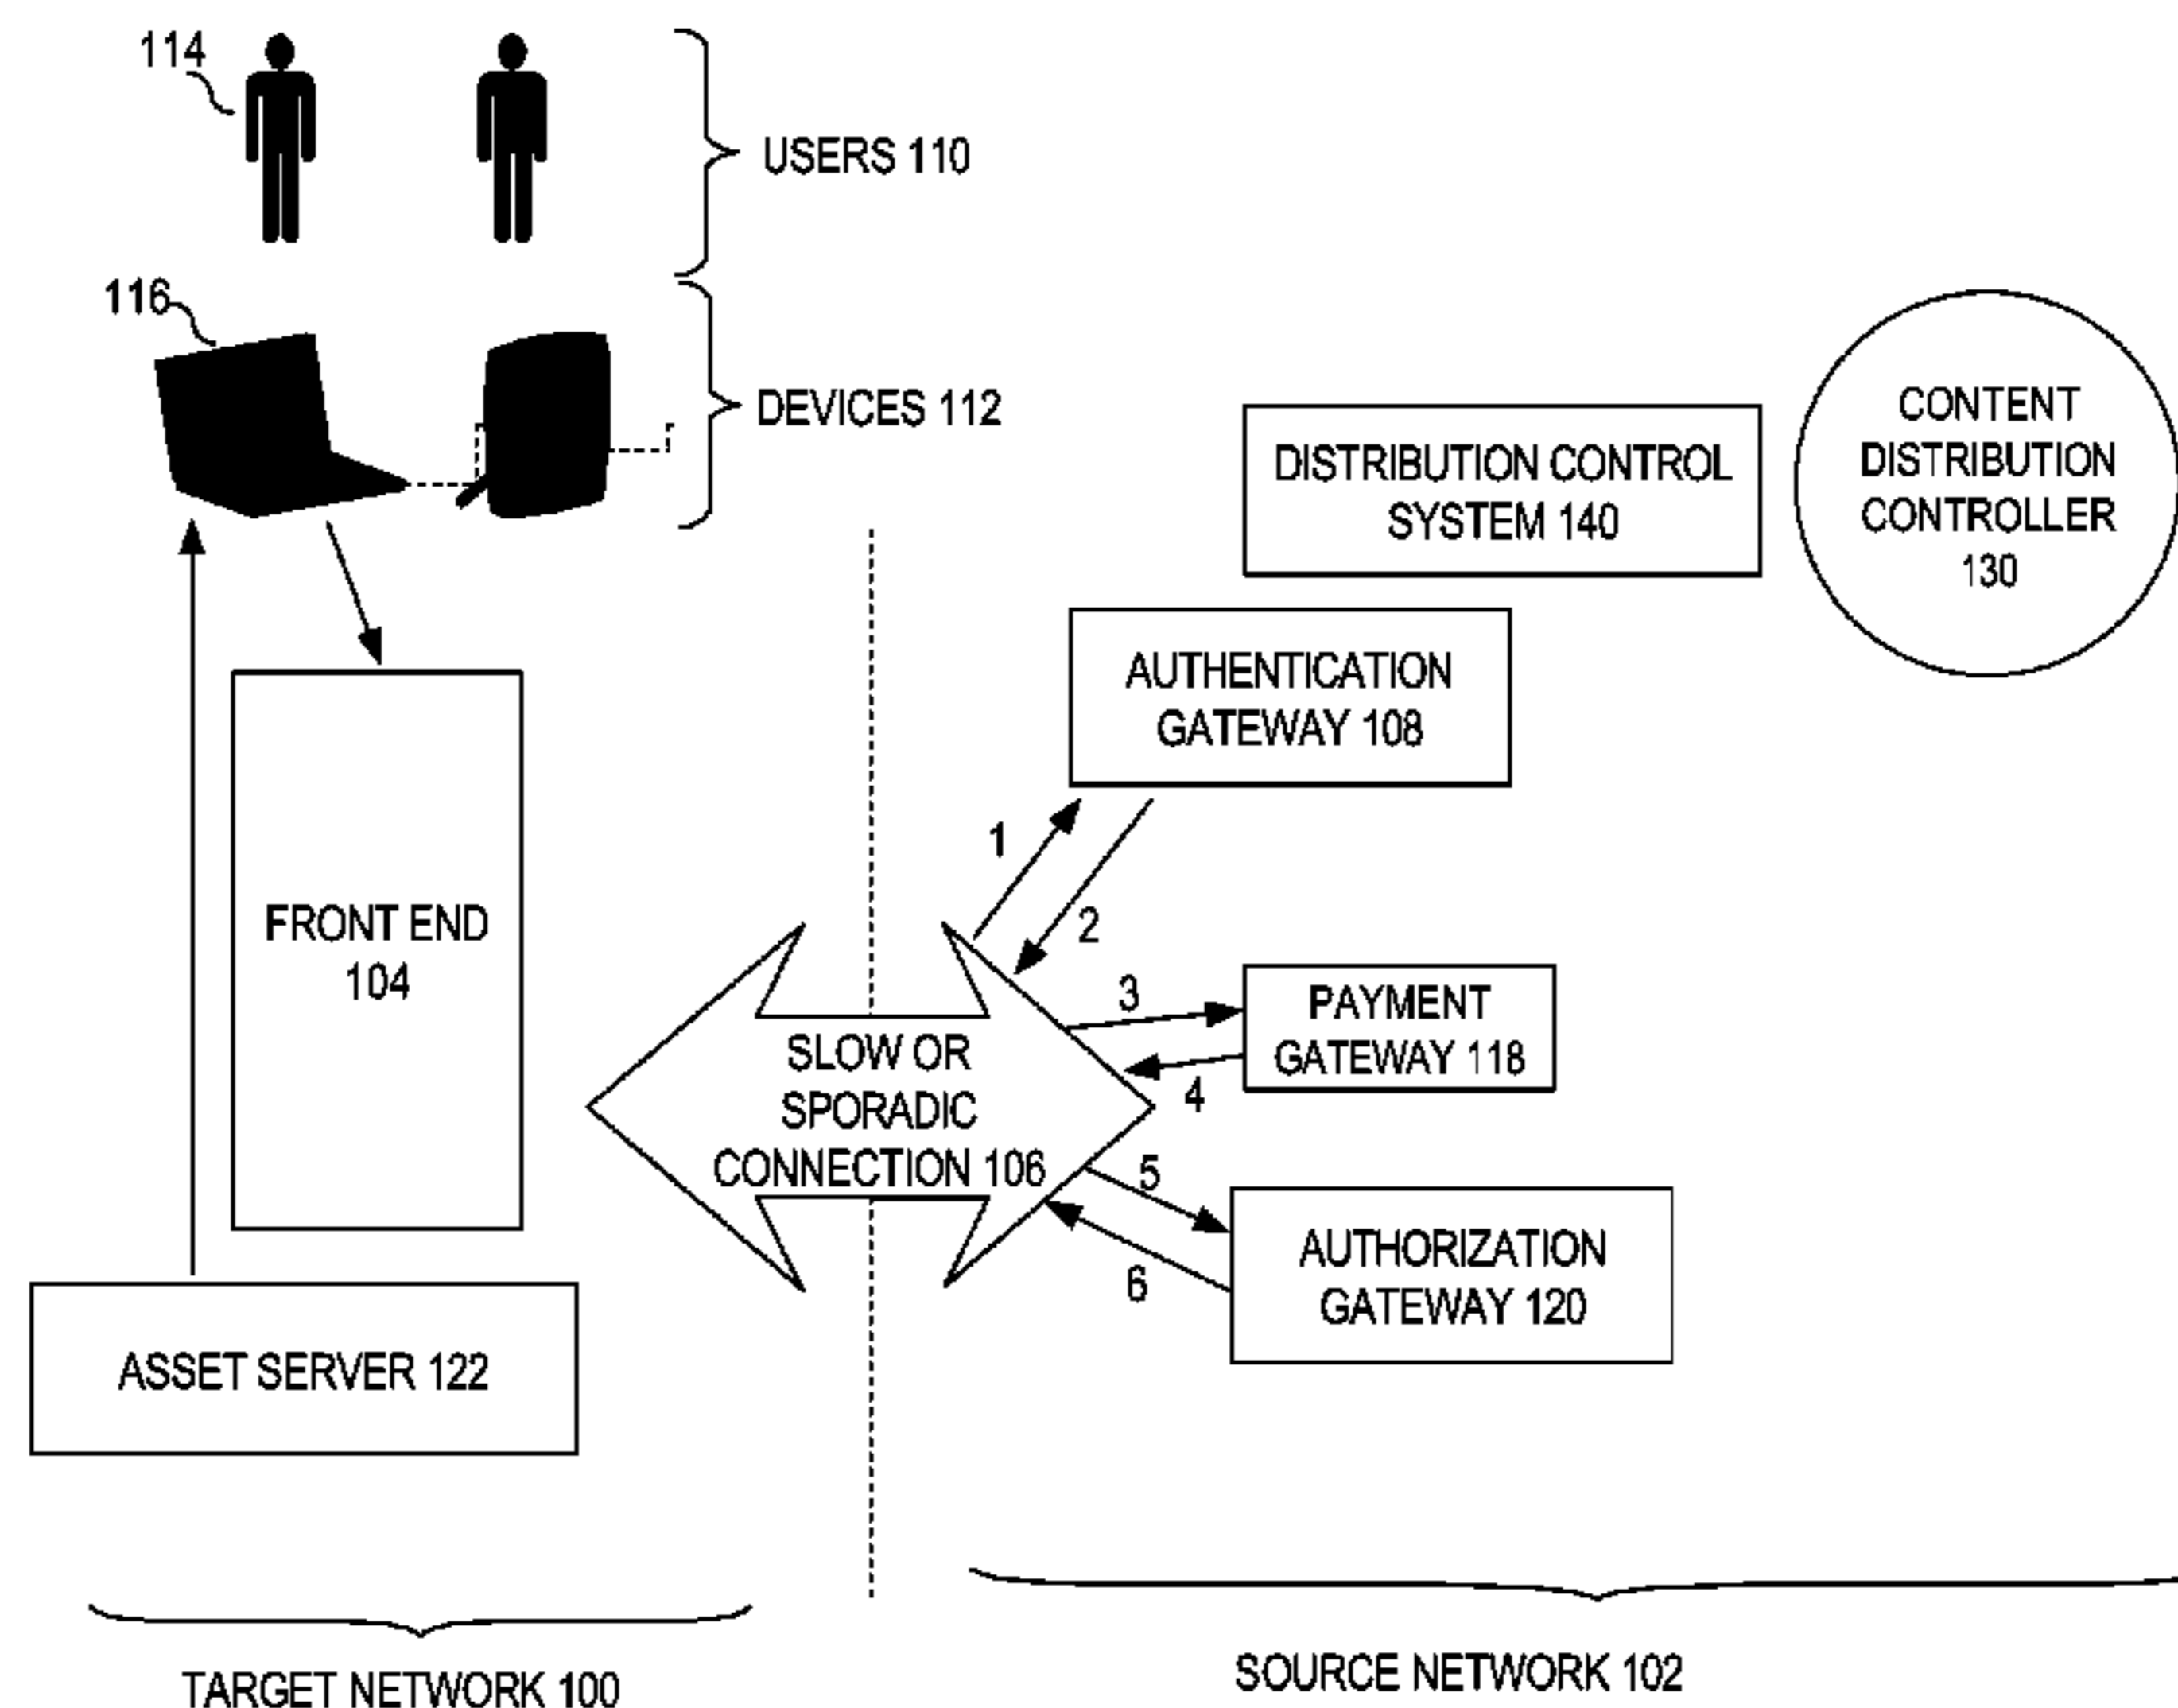 114
USERS 110
116
DEVICES 112
DISTRIBUTION CONTROL
SYSTEM 140
CONTENT
DISTRIBUTION
CONTROLLER
130
AUTHENTICATION
GATEWAY 108
1
2
FRONT END
104
3
PAYMENT
GATEWAY 118
4
SLOW OR
SPORADIC
CONNECTION 106
5
6
AUTHORIZATION
GATEWAY 120
ASSET SERVER 122
TARGET NETWORK 100
SOURCE NETWORK 102